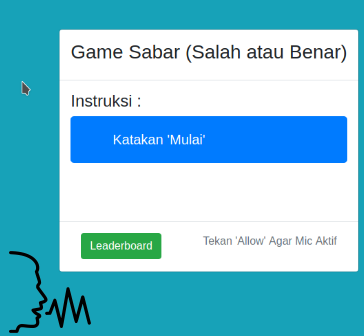 Game Sabar (Salah atau Benar)
Instruksi :
Katakan 'Mulai'
Leaderboard
Tekan 'Allow' Agar Mic Aktif